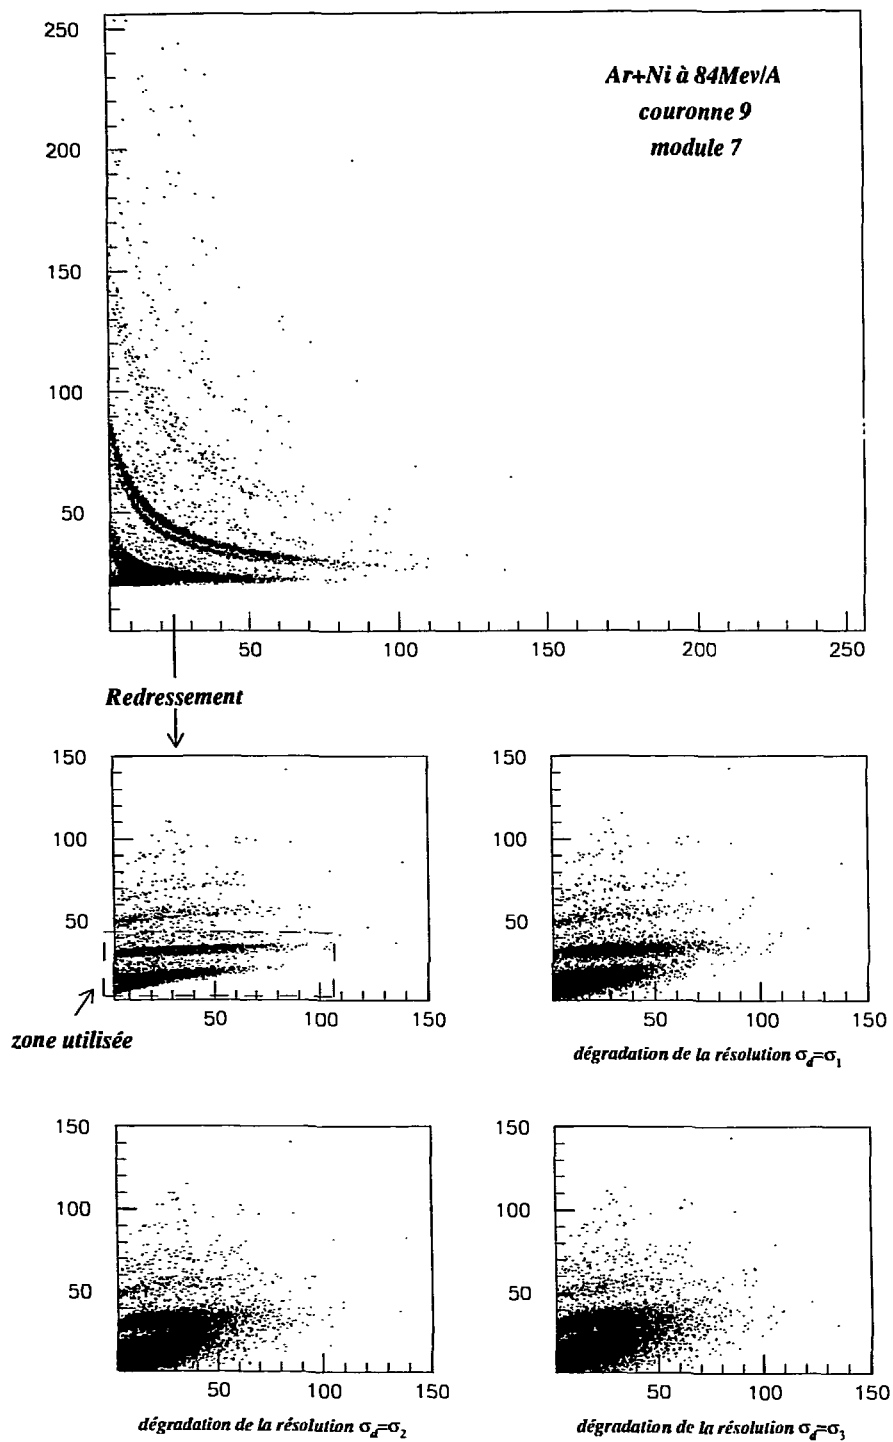 250
Ar+Ni à 84Mev/A
couronne 9
module 7
200
150
100
50
50 100 150 200 250
Redressement
150
100
50
50 100 150
zone utilisée
150
100
50
50 100 150
dégradation de la résolution σd=σ1
150
100
50
50 100 150
dégradation de la résolution σd=σ2
150
100
50
50 100 150
dégradation de la résolution σd=σ3